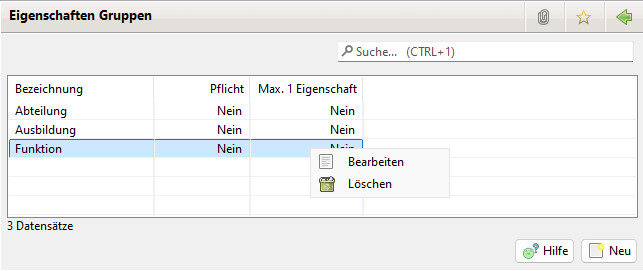 Eigenschaften Gruppen
Suche... (CTRL+1)
Bezeichnung Pflicht Max. 1 Eigenschaft
Abteilung Nein Nein
Ausbildung Nein Nein
Funktion Nein Nein
Bearbeiten
Löschen
3 Datensätze
Hilfe Neu